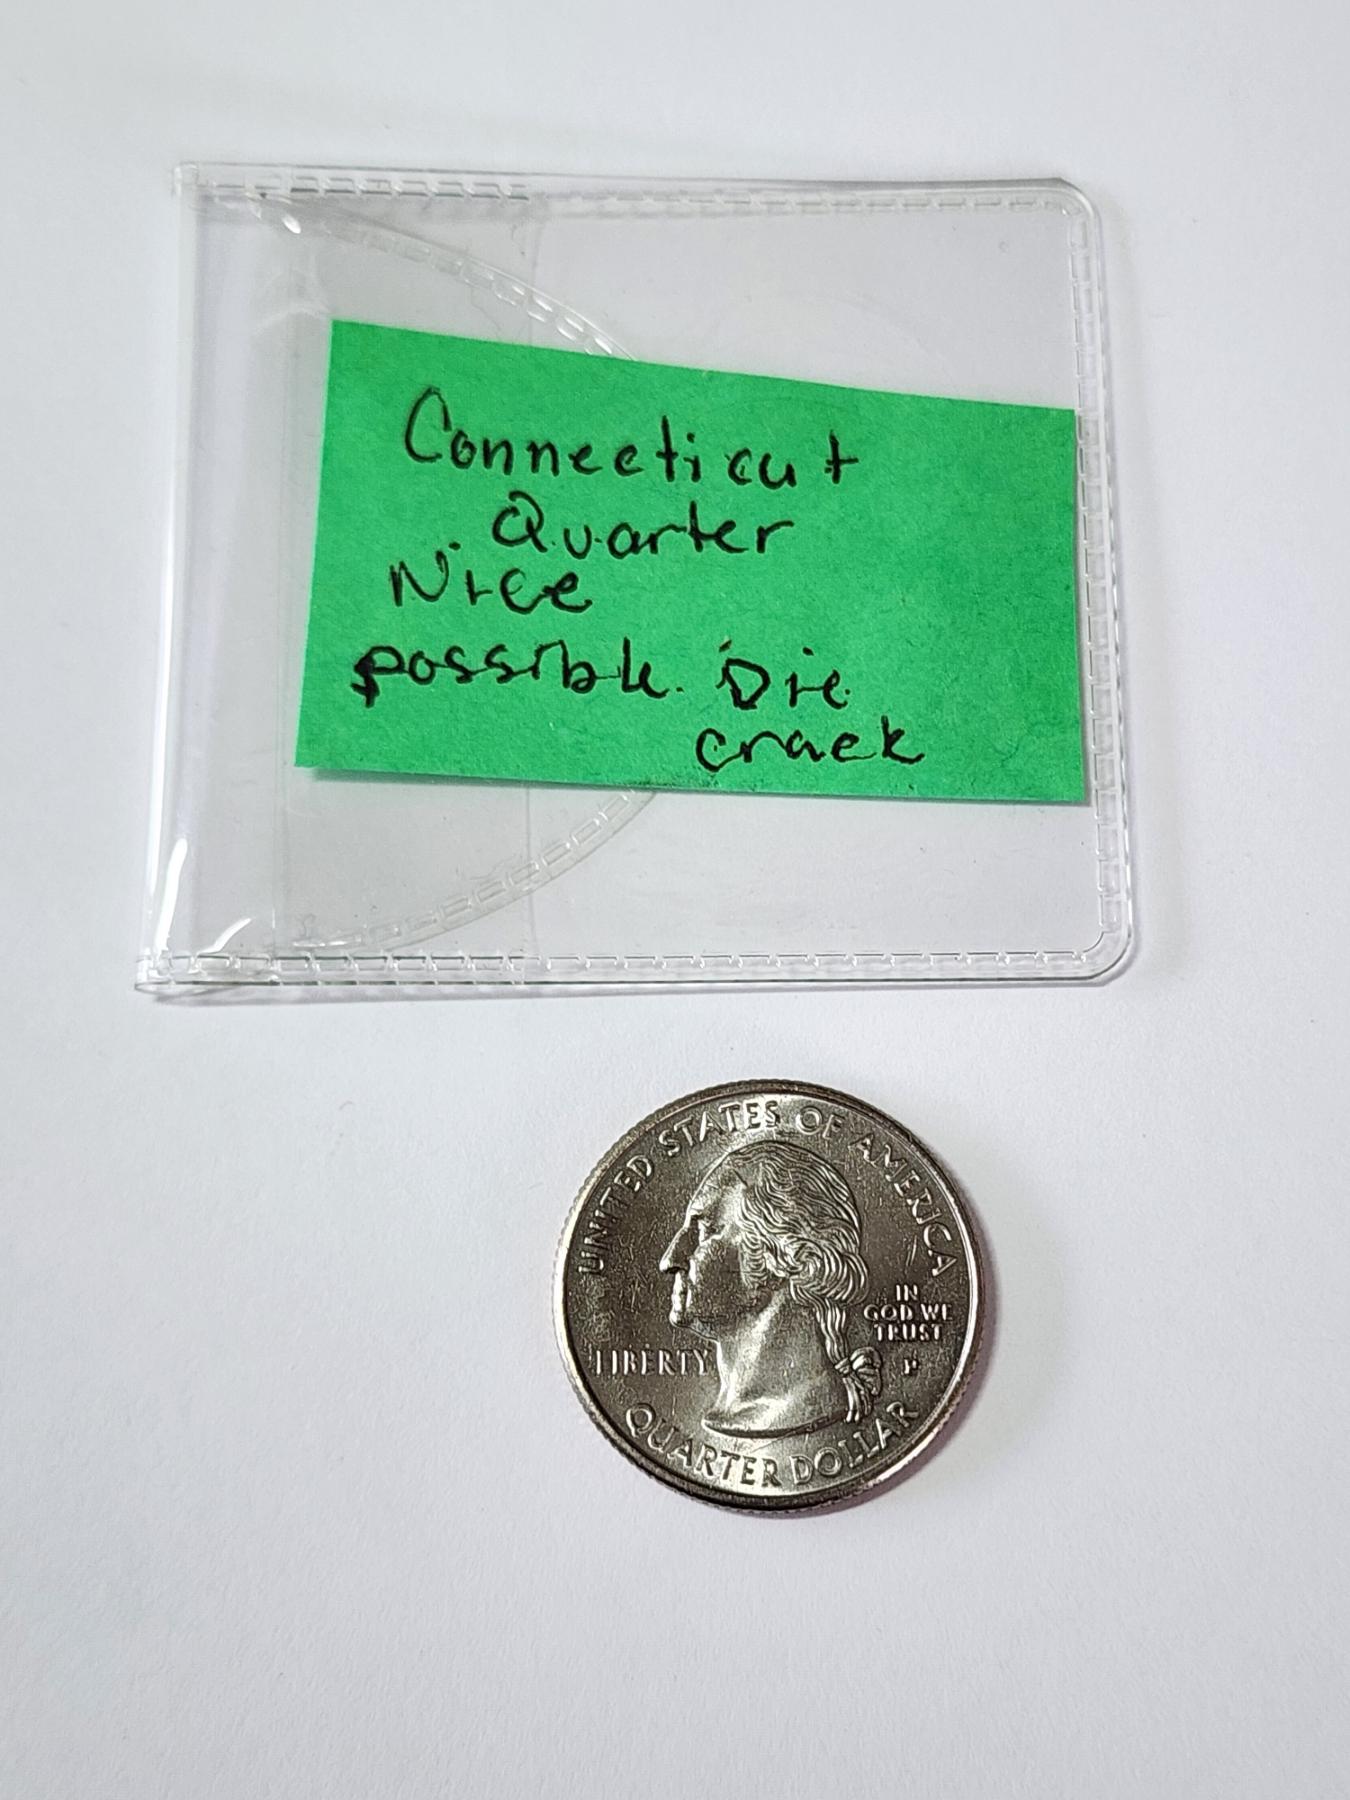 Connecticut
Quarter
Nice
possible Die
crack
UNITED STATES OF AMERICA
IN
GOD WE
TRUST
LIBERTY
P
QUARTER DOLLAR